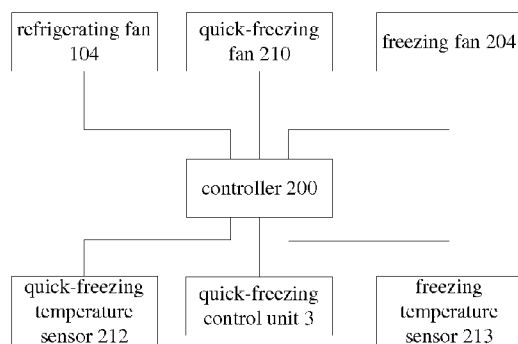 refrigerating fan
104
quick-freezing
fan 210
freezing fan 204
controller 200
quick-freezing
temperature
sensor 212
quick-freezing
control unit 3
freezing
temperature
sensor 213